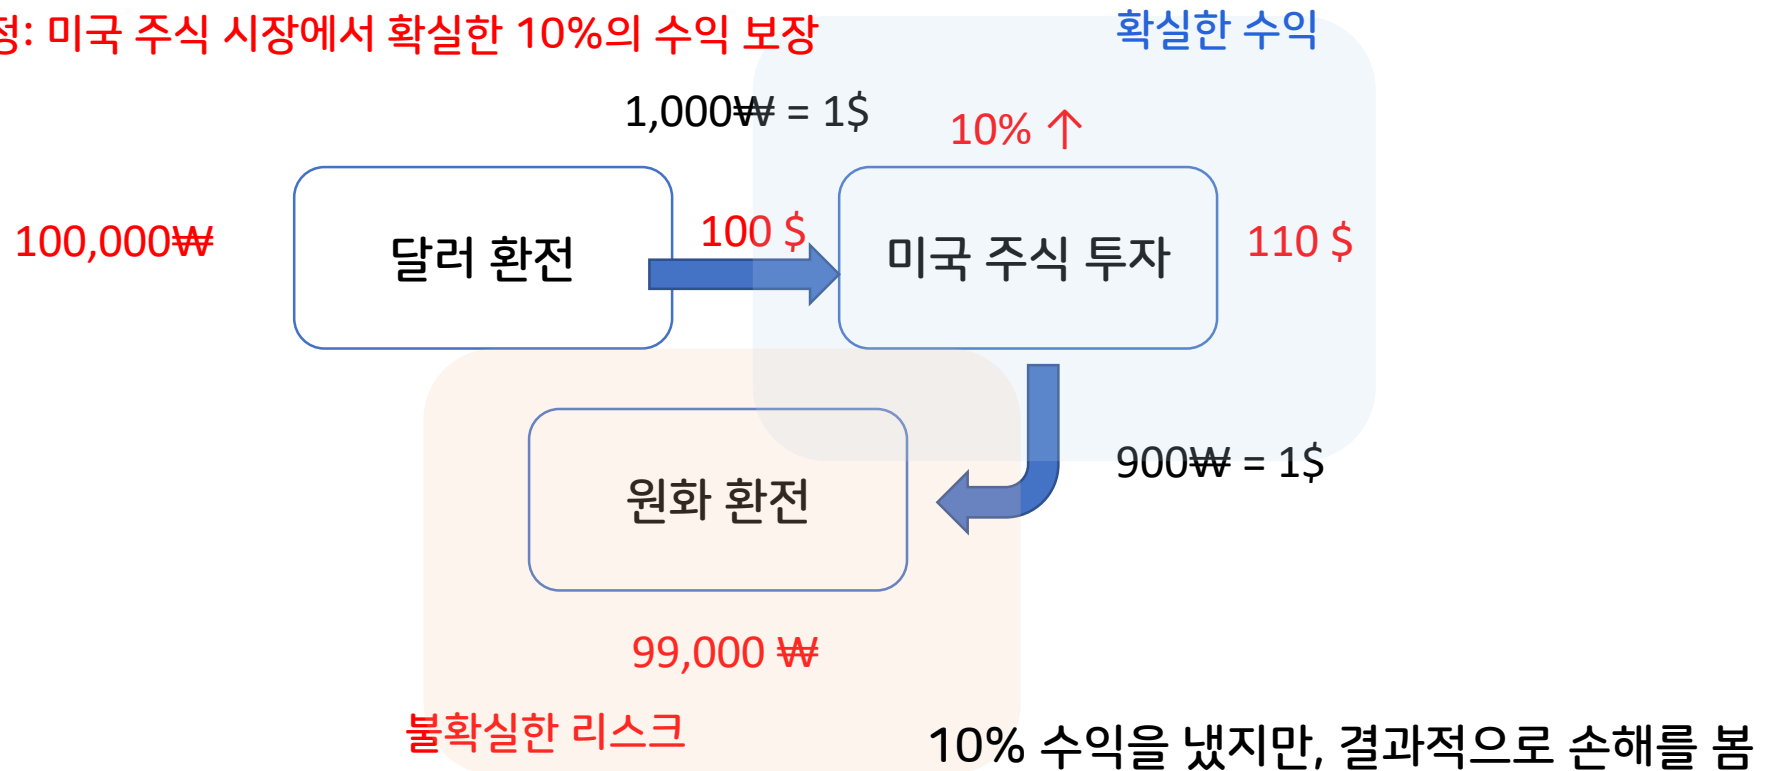 정: 미국 주식 시장에서 확실한 10%의 수익 보장
확실한 수익
1,000₩ = 1$
10% ↑
100,000₩
달러 환전
100 $
미국 주식 투자
110 $
900₩ = 1$
원화 환전
99,000 ₩
불확실한 리스크
10% 수익을 냈지만, 결과적으로 손해를 봄